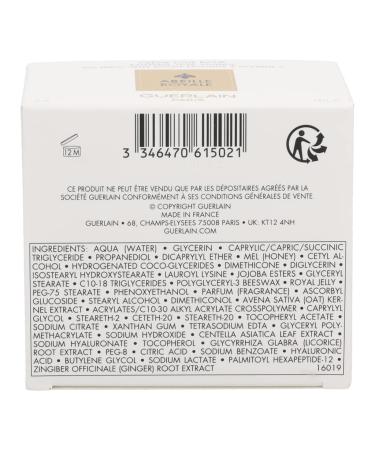 ABEILLE
ROYALE
GUERLAIN
PARIS
12M
3 346470 615021
CE PRODUIT NE PEUT ÊTRE VENDU QUE PAR LES DÉPOSITAIRES AGRÉÉS PAR LA
SOCIÉTÉ GUERLAIN CONFORMÉMENT À SES CONDITIONS GÉNÉRALES DE VENTE.
© COPYRIGHT GUERLAIN
MADE IN FRANCE
GUERLAIN • 68, CHAMPS-ELYSEES 75008 PARIS • UK: KT12 4NH
GUERLAIN.COM
INGREDIENTS: AQUA (WATER) • GLYCERIN • CAPRYLIC/CAPRIC/SUCCINIC
TRIGLYCERIDE • PROPANEDIOL • DICAPRYLYL ETHER • MEL (HONEY) • CETYL AL-
COHOL • HYDROGENATED COCO-GLYCERIDES • DIMETHICONE • DIGLYCERIN •
ISOSTEARYL HYDROXYSTEARATE • LAUROYL LYSINE • JOJOBA ESTERS • GLYCERYL
STEARATE • C10-18 TRIGLYCERIDES • POLYGLYCERYL-3 BEESWAX • ROYAL JELLY •
PEG-75 STEARATE • PHENOXYETHANOL • PARFUM (FRAGRANCE) • ASCORBYL
GLUCOSIDE • STEARYL ALCOHOL • DIMETHICONOL • AVENA SATIVA (OAT) KER-
NEL EXTRACT • ACRYLATES/C10-30 ALKYL ACRYLATE CROSSPOLYMER • CAPRYLYL
GLYCOL • STEARETH-2 • CETETH-20 • STEARETH-20 • TOCOPHERYL ACETATE •
SODIUM CITRATE • XANTHAN GUM • TETRASODIUM EDTA • GLYCERYL POLY-
METHACRYLATE • SODIUM HYDROXIDE • CENTELLA ASIATICA LEAF EXTRACT •
SODIUM HYALURONATE • TOCOPHEROL • GLYCYRRHIZA GLABRA (LICORICE)
ROOT EXTRACT • PEG-8 • CITRIC ACID • SODIUM BENZOATE • HYALURONIC
ACID • BUTYLENE GLYCOL • SODIUM LACTATE • PALMITOYL HEXAPEPTIDE-12 •
ZINGIBER OFFICINALE (GINGER) ROOT EXTRACT 16019